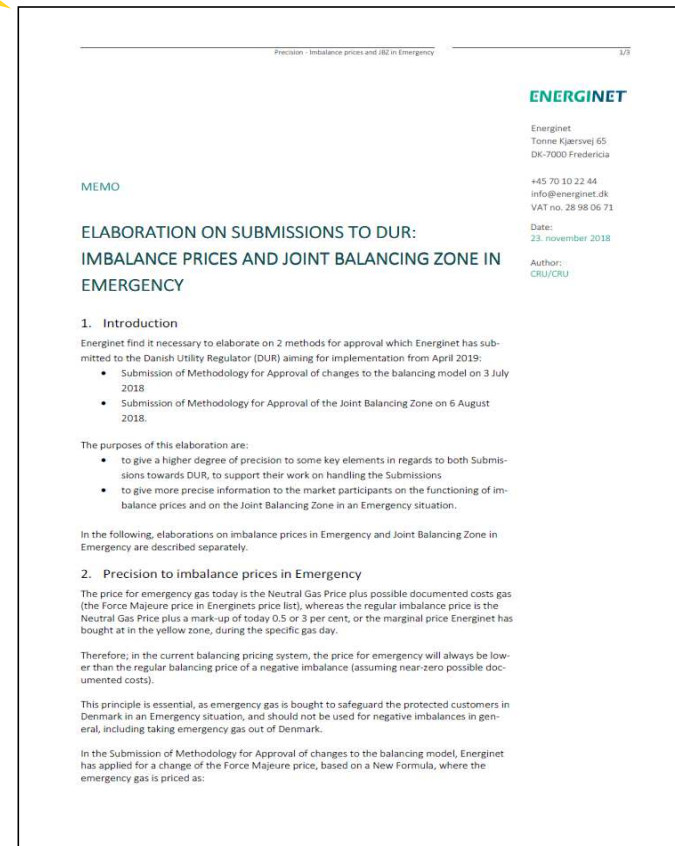 Precision - Imbalance prices and JBZ in Emergency
1/3
ENERGINET
Energinet
Tonne Kjærsvej 65
DK-7000 Fredericia
+45 70 10 22 44
info@energinet.dk
VAT no. 28 98 06 71
Date:
23. november 2018
Author:
CRU/CRU
MEMO
ELABORATION ON SUBMISSIONS TO DUR:
IMBALANCE PRICES AND JOINT BALANCING ZONE IN
EMERGENCY
1. Introduction
Energinet find it necessary to elaborate on 2 methods for approval which Energinet has sub-
mitted to the Danish Utility Regulator (DUR) aiming for implementation from April 2019:
• Submission of Methodology for Approval of changes to the balancing model on 3 July
2018
• Submission of Methodology for Approval of the Joint Balancing Zone on 6 August
2018.
The purposes of this elaboration are:
• to give a higher degree of precision to some key elements in regards to both Submis-
sions towards DUR, to support their work on handling the Submissions
• to give more precise information to the market participants on the functioning of im-
balance prices and on the Joint Balancing Zone in an Emergency situation.
In the following, elaborations on imbalance prices in Emergency and Joint Balancing Zone in
Emergency are described separately.
2. Precision to imbalance prices in Emergency
The price for emergency gas today is the Neutral Gas Price plus possible documented costs gas
(the Force Majeure price in Energinets price list), whereas the regular imbalance price is the
Neutral Gas Price plus a mark-up of today 0.5 or 3 per cent, or the marginal price Energinet has
bought at in the yellow zone, during the specific gas day.
Therefore; in the current balancing pricing system, the price for emergency will always be low-
er than the regular balancing price of a negative imbalance (assuming near-zero possible doc-
umented costs).
This principle is essential, as emergency gas is bought to safeguard the protected customers in
Denmark in an Emergency situation, and should not be used for negative imbalances in gen-
eral, including taking emergency gas out of Denmark.
In the Submission of Methodology for Approval of changes to the balancing model, Energinet
has applied for a change of the Force Majeure price, based on a New Formula, where the
emergency gas is priced as: